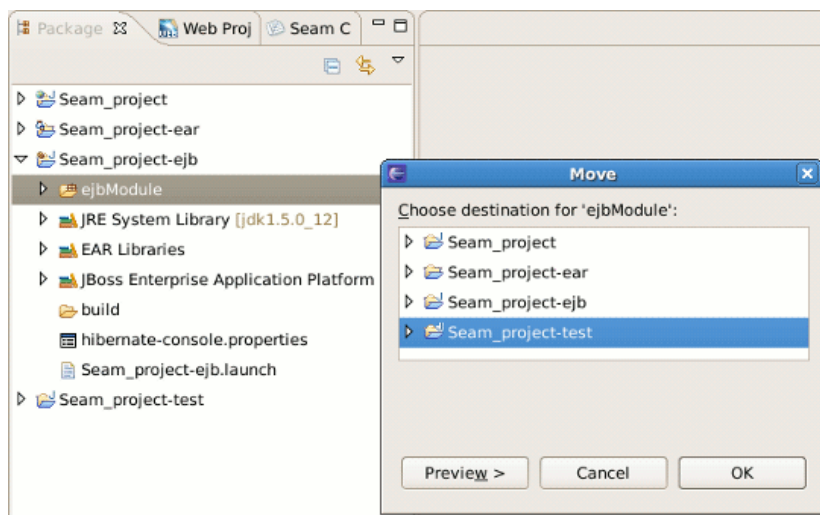 Package
Web Proj
Seam C
Seam_project
Seam_project-ear
Seam_project-ejb
ejbModule
JRE System Library [jdk1.5.0_12]
EAR Libraries
JBoss Enterprise Application Platform
build
hibernate-console.properties
Seam_project-ejb.launch
Seam_project-test
Move
Choose destination for 'ejbModule':
Seam_project
Seam_project-ear
Seam_project-ejb
Seam_project-test
Preview >
Cancel
OK